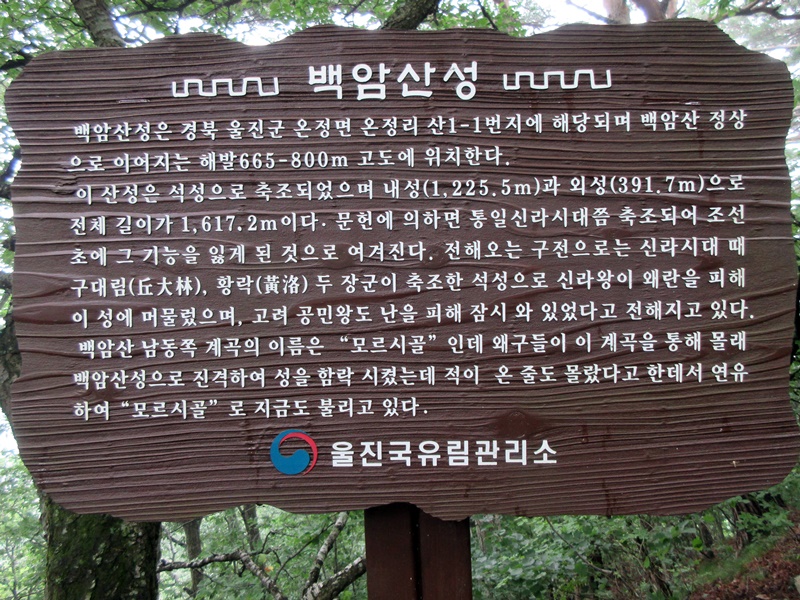 백암산성
백암산성은 경북 울진군 온정면 온정리 산1-1번지에 해당되며 백암산 정상
으로 이어지는 해발665-800m 고도에 위치한다.
이 산성은 석성으로 축조되었으며 내성(1,225.5m)과 외성(391.7m)으로
전체 길이가 1,617.2m이다. 문헌에 의하면 통일신라시대쯤 축조되어 조선
초에 그 기능을 잃게 된 것으로 여겨진다. 전해오는 구전으로는 신라시대 때
구대림(丘大林), 황락(黃洛) 두 장군이 축조한 석성으로 신라왕이 왜란을 피해
이 성에 머물렀으며, 고려 공민왕도 난을 피해 잠시 와 있었다고 전해지고 있다.
백암산 남동쪽 계곡의 이름은 “모르시골”인데 왜구들이 이 계곡을 통해 몰래
백암산성으로 진격하여 성을 함락 시켰는데 적이 온 줄도 몰랐다고 한데서 연유
하여 “모르시골”로 지금도 불리고 있다.
울진국유림관리소